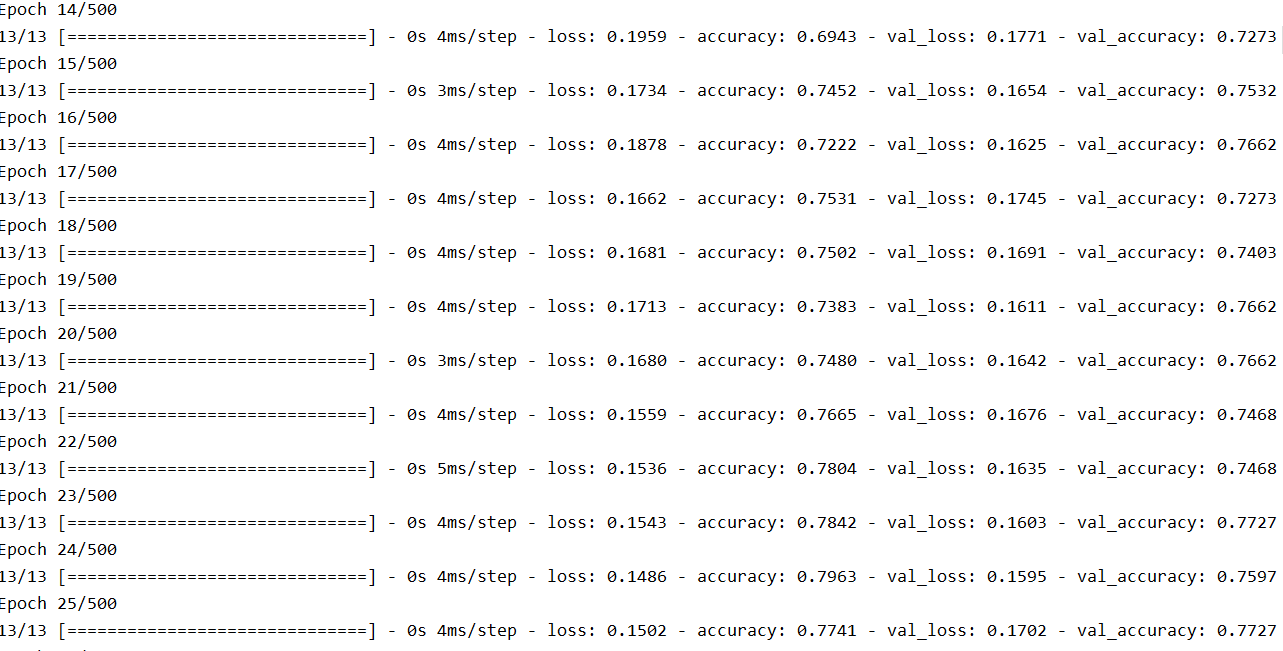 Epoch 14/500
13/13 [==============================] - 0s 4ms/step - loss: 0.1959 - accuracy: 0.6943 - val_loss: 0.1771 - val_accuracy: 0.7273
Epoch 15/500
13/13 [==============================] - 0s 3ms/step - loss: 0.1734 - accuracy: 0.7452 - val_loss: 0.1654 - val_accuracy: 0.7532
Epoch 16/500
13/13 [==============================] - 0s 4ms/step - loss: 0.1878 - accuracy: 0.7222 - val_loss: 0.1625 - val_accuracy: 0.7662
Epoch 17/500
13/13 [==============================] - 0s 4ms/step - loss: 0.1662 - accuracy: 0.7531 - val_loss: 0.1745 - val_accuracy: 0.7273
Epoch 18/500
13/13 [==============================] - 0s 4ms/step - loss: 0.1681 - accuracy: 0.7502 - val_loss: 0.1691 - val_accuracy: 0.7403
Epoch 19/500
13/13 [==============================] - 0s 4ms/step - loss: 0.1713 - accuracy: 0.7383 - val_loss: 0.1611 - val_accuracy: 0.7662
Epoch 20/500
13/13 [==============================] - 0s 3ms/step - loss: 0.1680 - accuracy: 0.7480 - val_loss: 0.1642 - val_accuracy: 0.7662
Epoch 21/500
13/13 [==============================] - 0s 4ms/step - loss: 0.1559 - accuracy: 0.7665 - val_loss: 0.1676 - val_accuracy: 0.7468
Epoch 22/500
13/13 [==============================] - 0s 5ms/step - loss: 0.1536 - accuracy: 0.7804 - val_loss: 0.1635 - val_accuracy: 0.7468
Epoch 23/500
13/13 [==============================] - 0s 4ms/step - loss: 0.1543 - accuracy: 0.7842 - val_loss: 0.1603 - val_accuracy: 0.7727
Epoch 24/500
13/13 [==============================] - 0s 4ms/step - loss: 0.1486 - accuracy: 0.7963 - val_loss: 0.1595 - val_accuracy: 0.7597
Epoch 25/500
13/13 [==============================] - 0s 4ms/step - loss: 0.1502 - accuracy: 0.7741 - val_loss: 0.1702 - val_accuracy: 0.7727